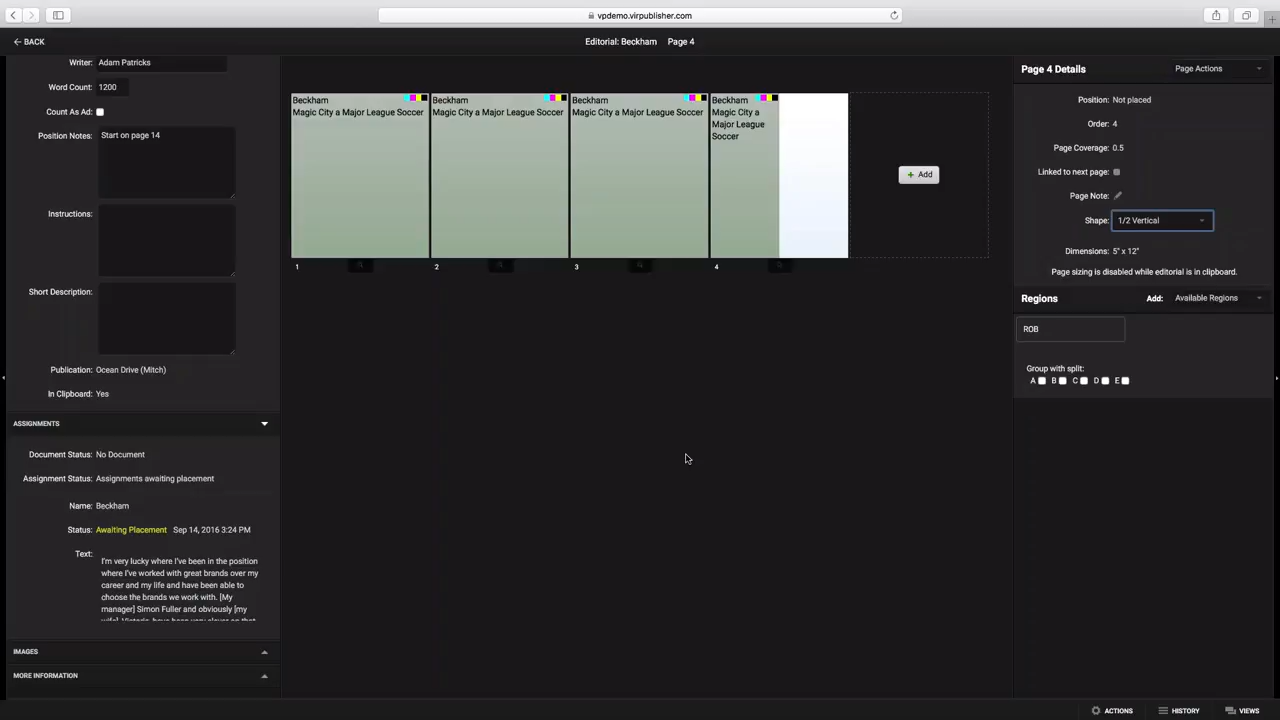 vpdemo.virpublisher.com
BACK
Editorial: Beckham Page 4
Writer: Adam Patricks
Word Count: 1200
Count As Ad:
Position Notes: Start on page 14
Instructions:
Short Description:
Publication: Ocean Drive (Mitch)
In Clipboard: Yes
ASSIGNMENTS
Document Status: No Document
Assignment Status: Assignments awaiting placement
Name: Beckham
Status: Awaiting Placement Sep 14, 2016 3:24 PM
Text:
I'm very lucky where I've been in the position
where I've worked with great brands over my
career and my life and have been able to
choose the brands we work with. [My
manager] Simon Fuller and obviously [my
IMAGES
MORE INFORMATION
Beckham
Magic City a Major League Soccer
1
Beckham
Magic City a Major League Soccer
2
Beckham
Magic City a Major League Soccer
3
Beckham
Magic City a
Major League
Soccer
4
+ Add
Page 4 Details
Page Actions
Position: Not placed
Order: 4
Page Coverage: 0.5
Linked to next page:
Page Note:
Shape: 1/2 Vertical
Dimensions: 5" x 12"
Page sizing is disabled while editorial is in clipboard.
Regions
Add: Available Regions
ROB
Group with split:
A B C D E
ACTIONS
HISTORY
VIEWS